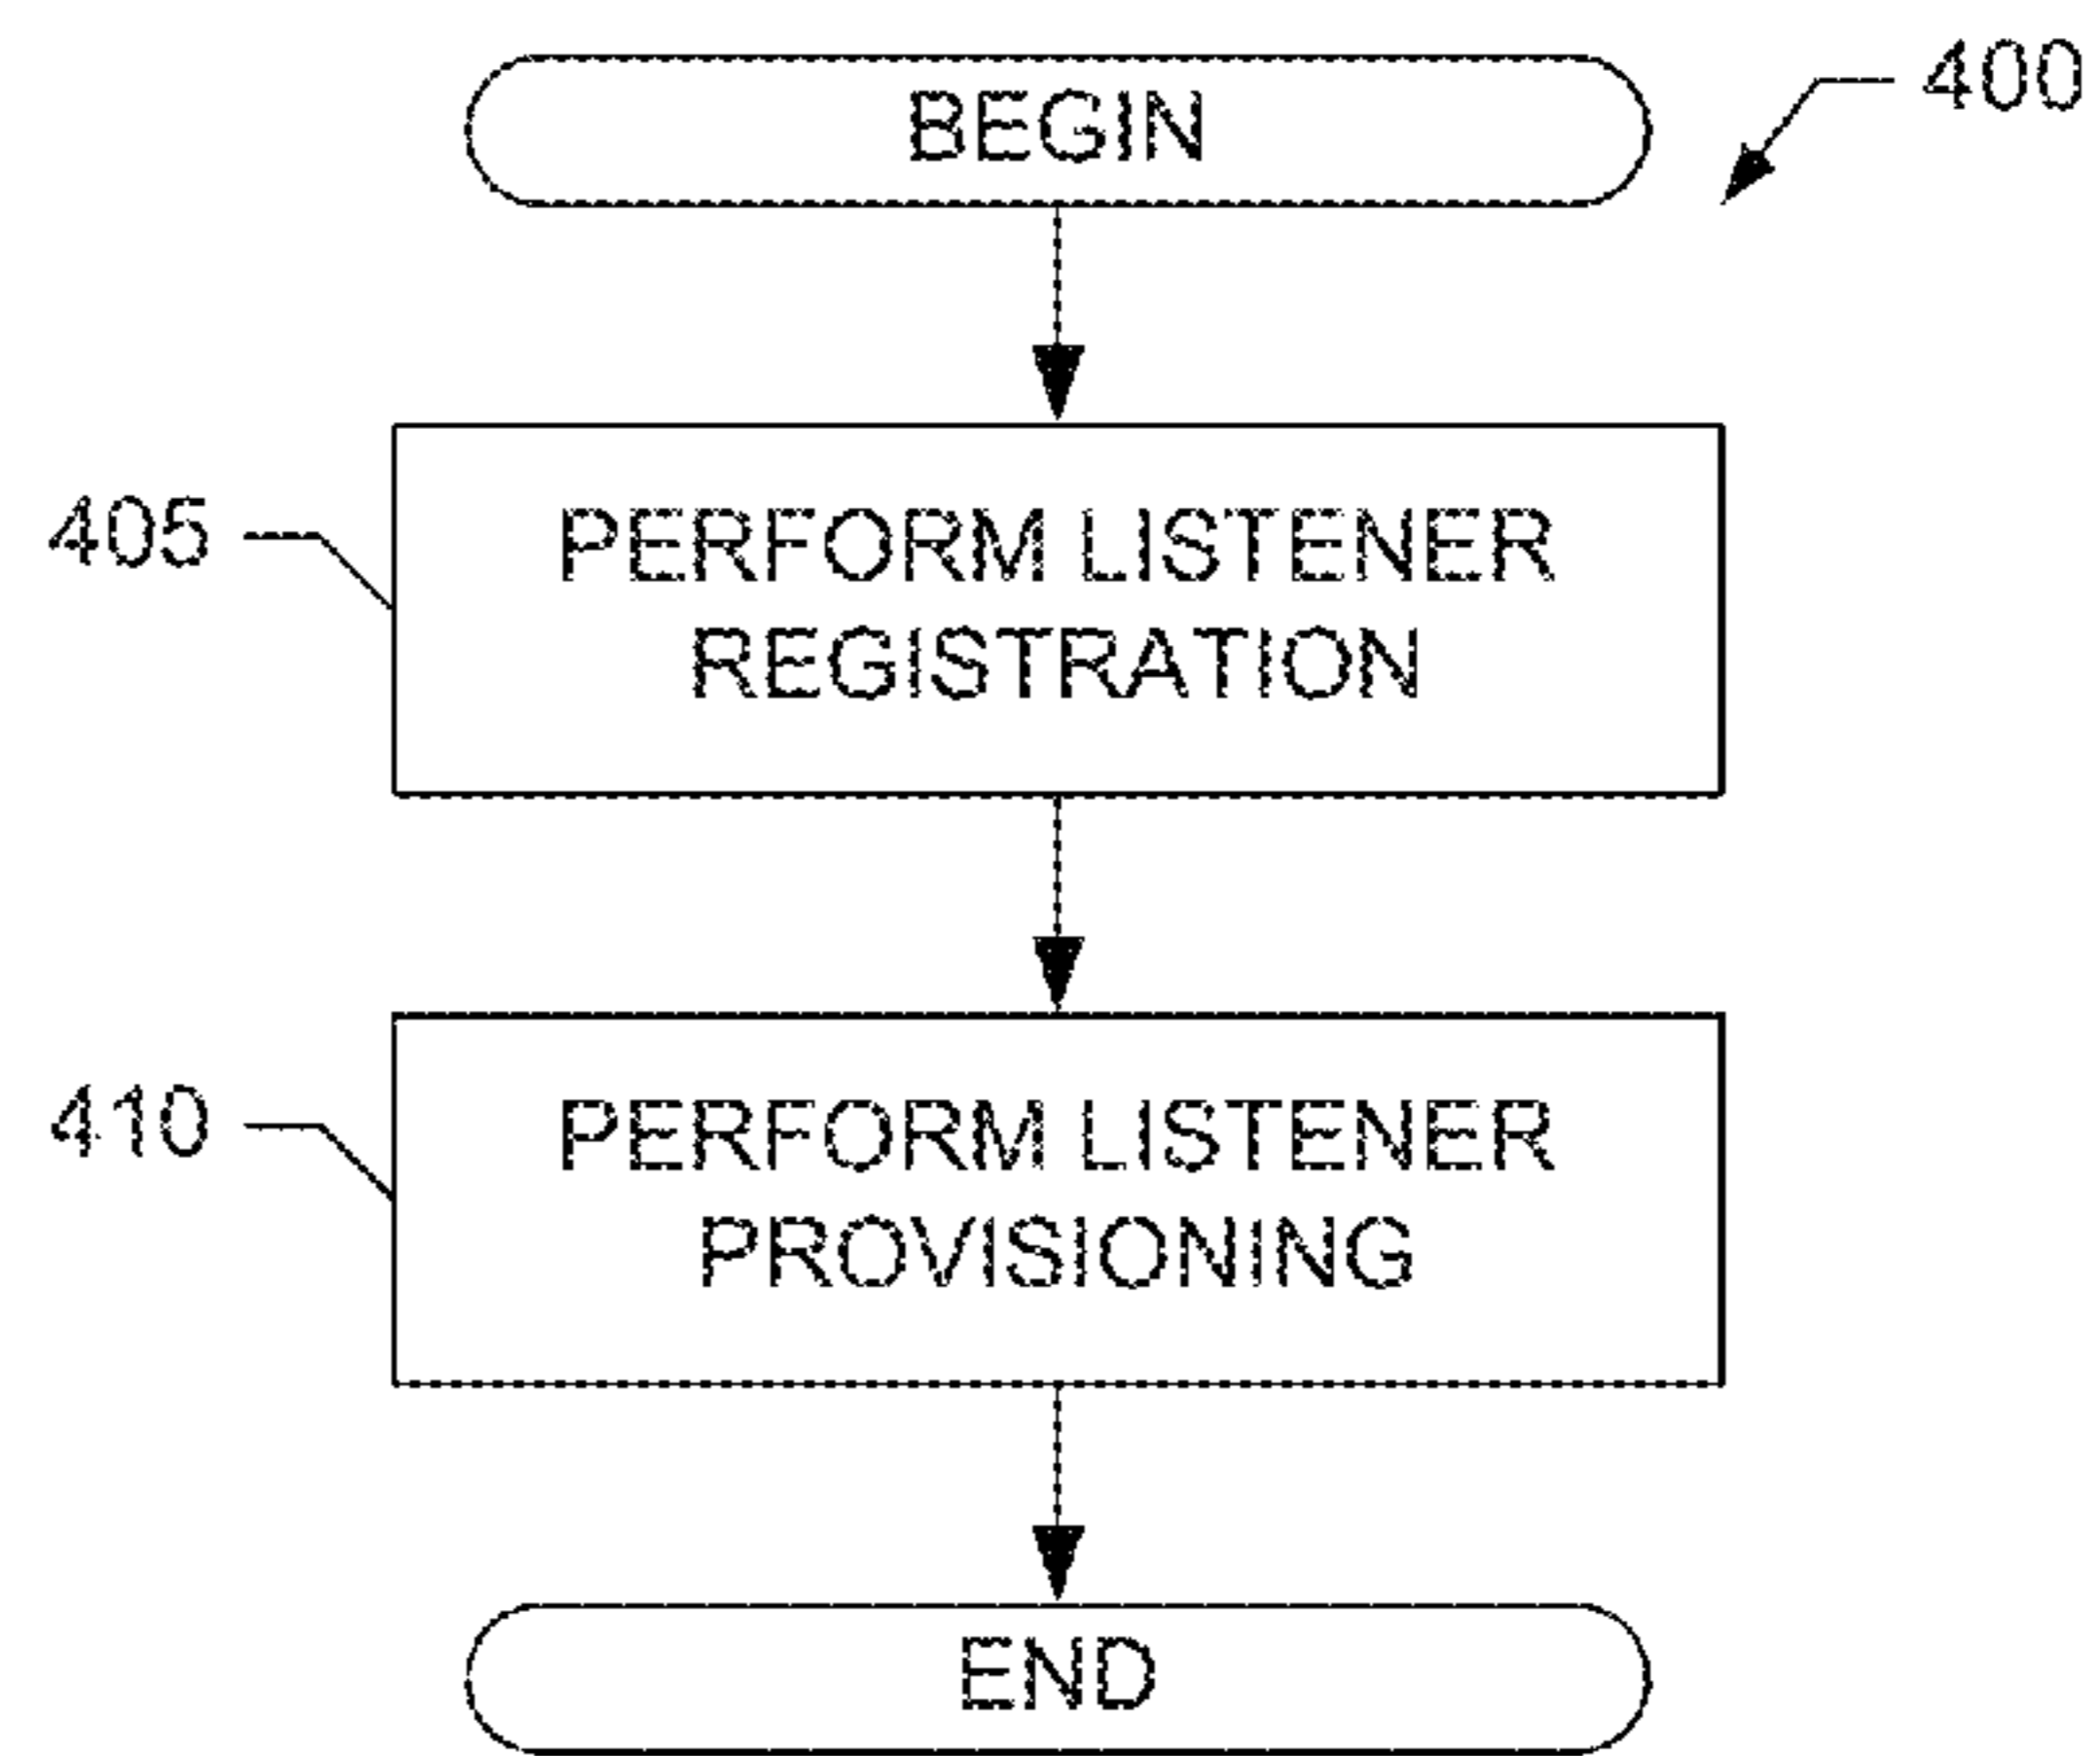 BEGIN
400
405
PERFORM LISTENER
REGISTRATION
410
PERFORM LISTENER
PROVISIONING
END